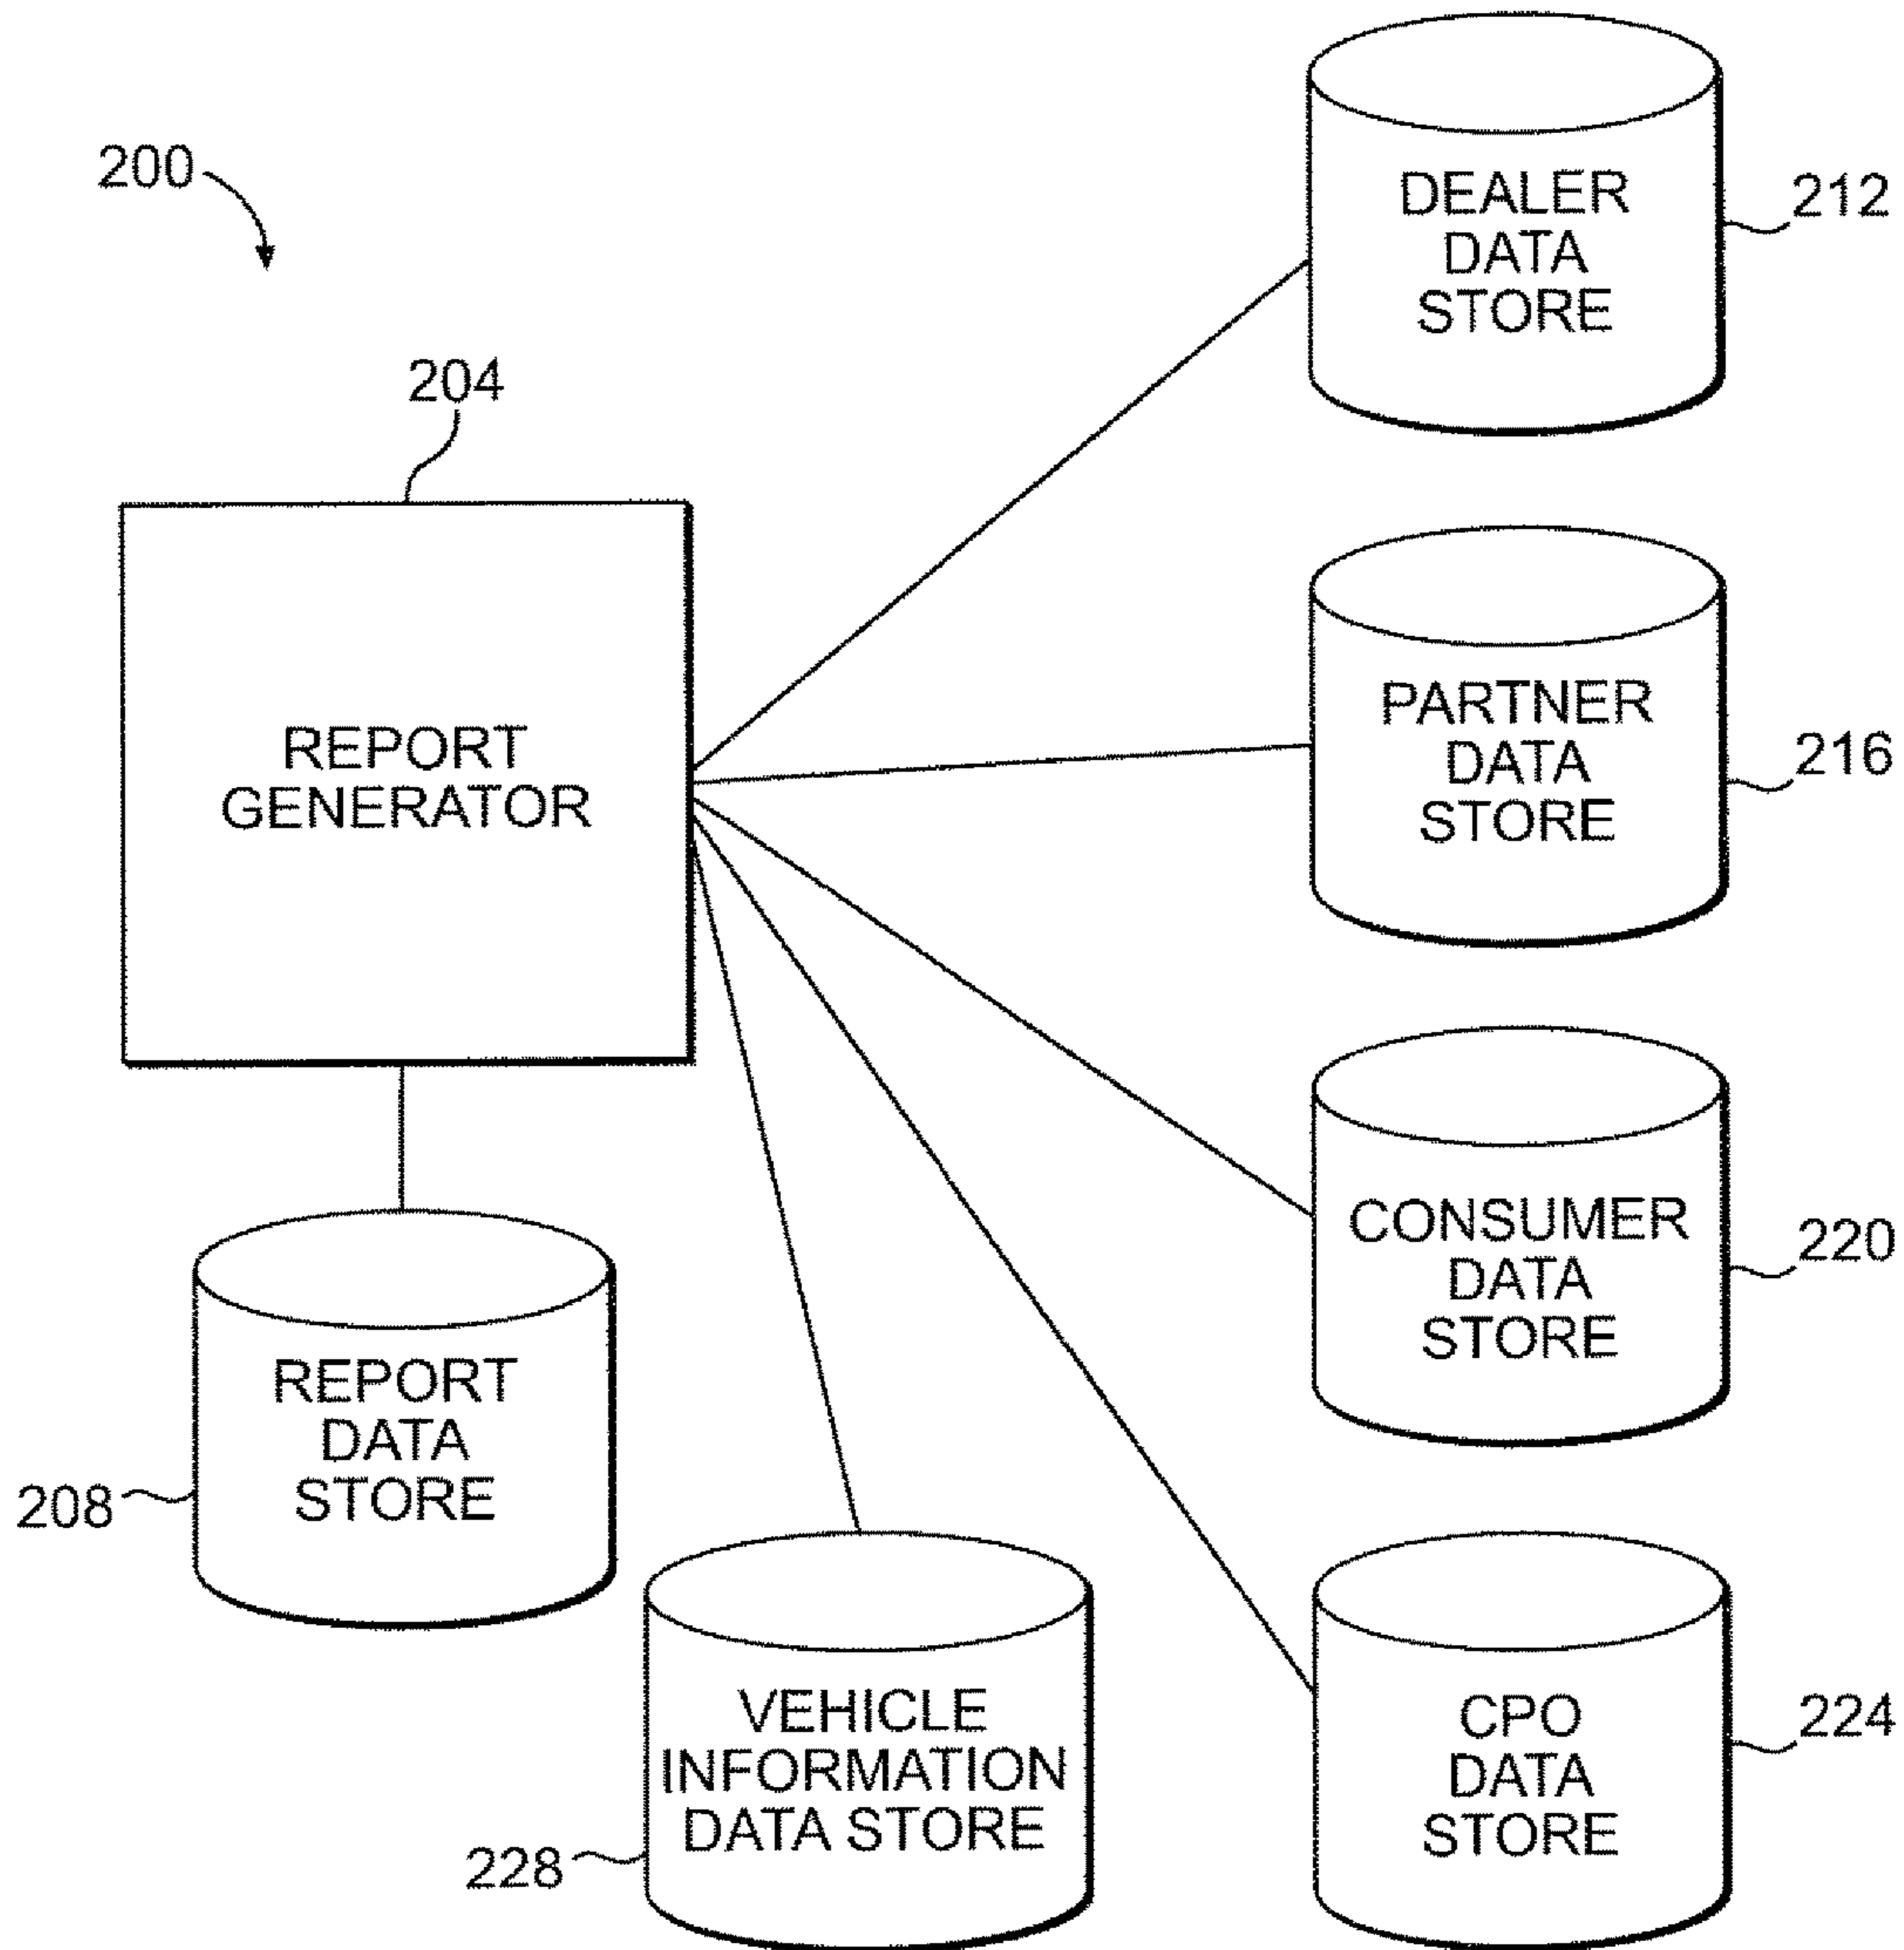 200
204
REPORT
GENERATOR
DEALER
DATA
STORE
212
PARTNER
DATA
STORE
216
CONSUMER
DATA
STORE
220
REPORT
DATA
STORE
208
VEHICLE
INFORMATION
DATA STORE
228
CPO
DATA
STORE
224